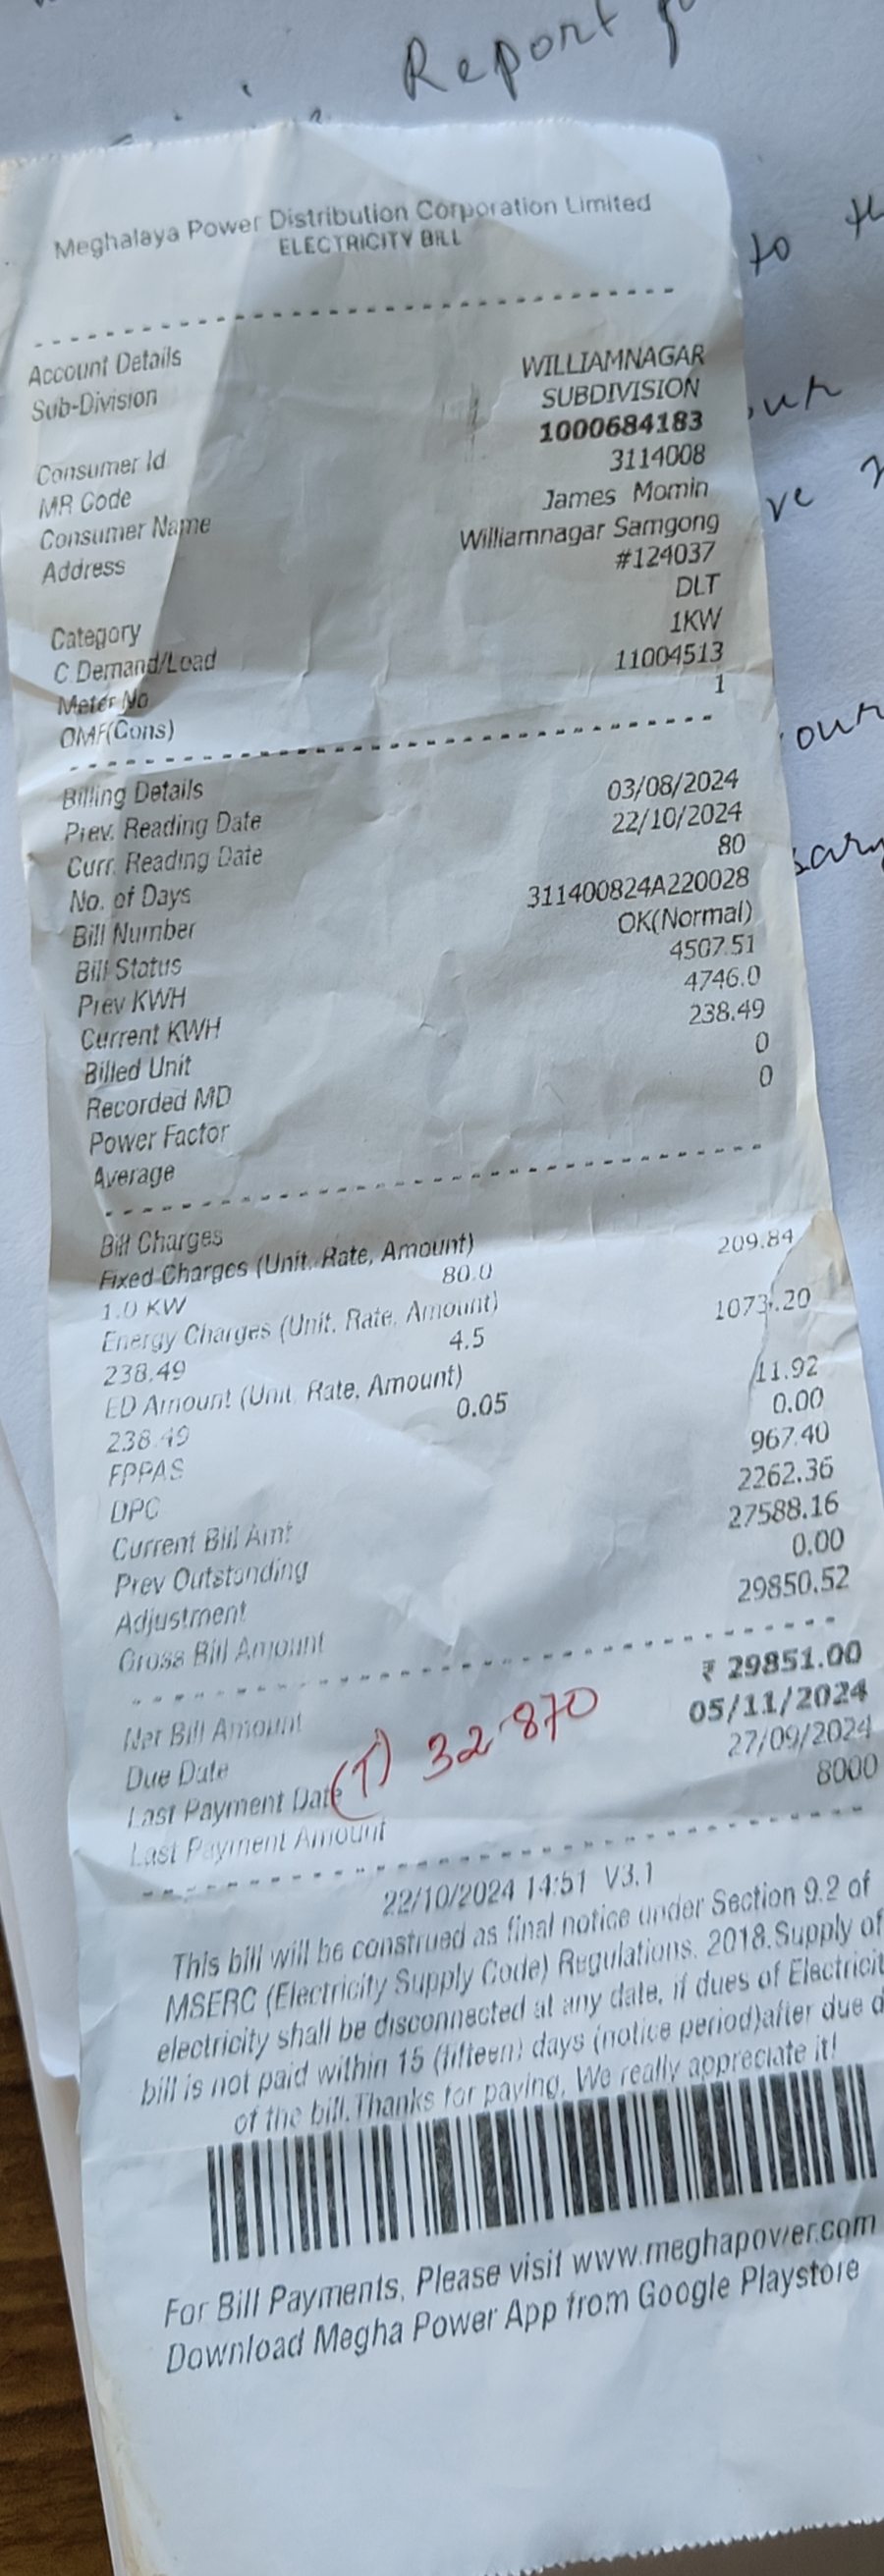 Report
Meghalaya Power Distribution Corporation Limited
ELECTRICITY BILL
to
Account Details
Sub-Division WILLIAMNAGAR
SUBDIVISION
Consumer Id 1000684183
MR Code 3114008
Consumer Name James Momin
Address Williamnagar Samgong
#124037
Category DLT
C Demand/Load 1KW
Meter No 11004513
OMF(Cons) 1
Billing Details
Prev. Reading Date 03/08/2024
Curr. Reading Date 22/10/2024
No. of Days 80
Bill Number 311400824A220028
Bill Status OK(Normal)
Prev KWH 4507.51
Current KWH 4746.0
Billed Unit 238.49
Recorded MD 0
Power Factor 0
Average
Bill Charges
Fixed Charges (Unit, Rate, Amount)
1.0 KW 80.0 209.84
Energy Charges (Unit, Rate, Amount)
238.49 4.5 1073.20
ED Amount (Unit, Rate, Amount)
238.49 0.05 11.92
FPPAS 0.00
DPC 967.40
Current Bill Amt 2262.36
Prev Outstanding 27588.16
Adjustment 0.00
Gross Bill Amount 29850.52
Net Bill Amount ₹ 29851.00
Due Date 05/11/2024
Last Payment Date 27/09/2024
Last Payment Amount 8000
(T) 32870
22/10/2024 14:51 V3.1
This bill will be construed as final notice under Section 9.2 of
MSERC (Electricity Supply Code) Regulations, 2018.Supply of
electricity shall be disconnected at any date, if dues of
bill is not paid within 15 (fifteen) days (notice period)after due
of the bill.Thanks for paying, We really appreciate it!
For Bill Payments, Please visit www.meghapower.com
Download Megha Power App from Google Playstore